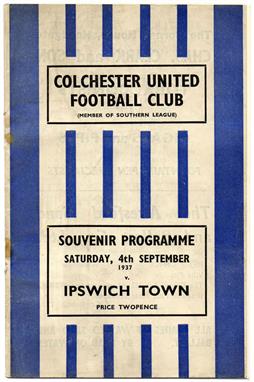 COLCHESTER UNITED
FOOTBALL CLUB
(MEMBER OF SOUTHERN LEAGUE)
SOUVENIR PROGRAMME
SATURDAY, 4th SEPTEMBER
1937
v.
IPSWICH TOWN
PRICE TWOPENCE